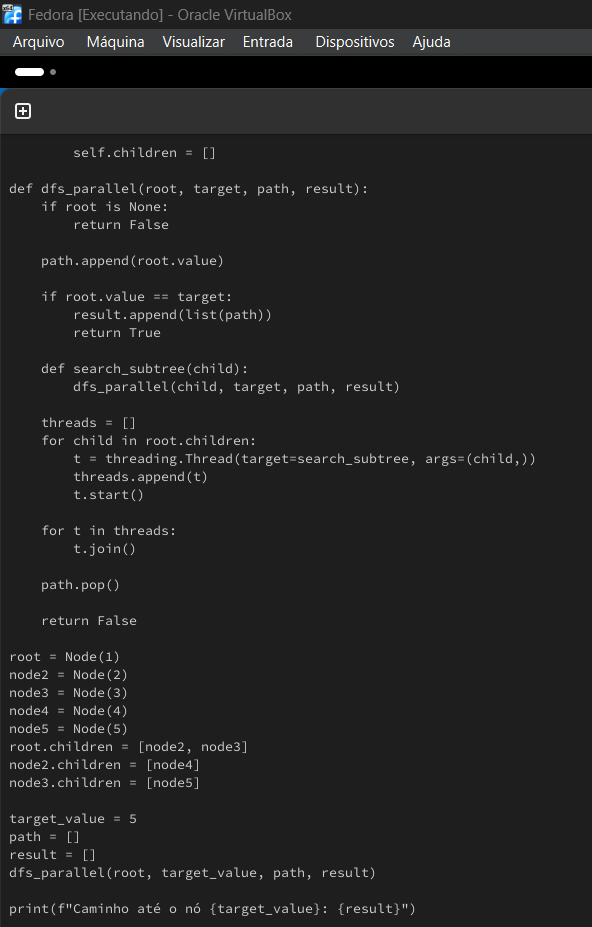 Fedora [Executando] - Oracle VirtualBox
Arquivo Máquina Visualizar Entrada Dispositivos Ajuda
        self.children = []
def dfs_parallel(root, target, path, result):
    if root is None:
        return False
    path.append(root.value)
    if root.value == target:
        result.append(list(path))
        return True
    def search_subtree(child):
        dfs_parallel(child, target, path, result)
    threads = []
    for child in root.children:
        t = threading.Thread(target=search_subtree, args=(child,))
        threads.append(t)
        t.start()
    for t in threads:
        t.join()
    path.pop()
    return False
root = Node(1)
node2 = Node(2)
node3 = Node(3)
node4 = Node(4)
node5 = Node(5)
root.children = [node2, node3]
node2.children = [node4]
node3.children = [node5]
target_value = 5
path = []
result = []
dfs_parallel(root, target_value, path, result)
print(f"Caminho até o nó {target_value}: {result}")